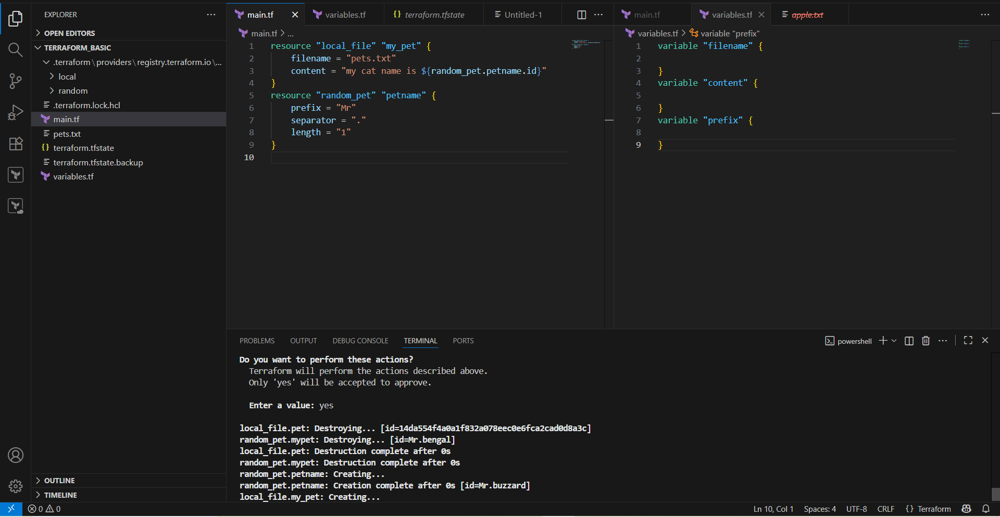 EXPLORER
OPEN EDITORS
TERRAFORM_BASIC
.terraform\providers\registry.terraform.io\...
local
random
.terraform.lock.hcl
main.tf
pets.txt
{} terraform.tfstate
terraform.tfstate.backup
variables.tf
OUTLINE
TIMELINE
main.tf
variables.tf
{} terraform.tfstate
Untitled-1
main.tf > ...
1 resource "local_file" "my_pet" {
2 filename = "pets.txt"
3 content = "my cat name is ${random_pet.petname.id}"
4 }
5 resource "random_pet" "petname" {
6 prefix = "Mr"
7 separator = "."
8 length = "1"
9 }
10
main.tf
variables.tf
apple.txt
variables.tf > variable "prefix"
1 variable "filename" {
2
3 }
4 variable "content" {
5
6 }
7 variable "prefix" {
8
9 }
PROBLEMS OUTPUT DEBUG CONSOLE TERMINAL PORTS
powershell
Do you want to perform these actions?
Terraform will perform the actions described above.
Only 'yes' will be accepted to approve.
Enter a value: yes
local_file.pet: Destroying... [id=14da554f4a0a1f832a078eec0e6fca2cad0d8a3c]
random_pet.mypet: Destroying... [id=Mr.bengal]
local_file.pet: Destruction complete after 0s
random_pet.mypet: Destruction complete after 0s
random_pet.petname: Creating...
random_pet.petname: Creation complete after 0s [id=Mr.buzzard]
local_file.my_pet: Creating...
0 0
Ln 10, Col 1 Spaces: 4 UTF-8 CRLF {} Terraform